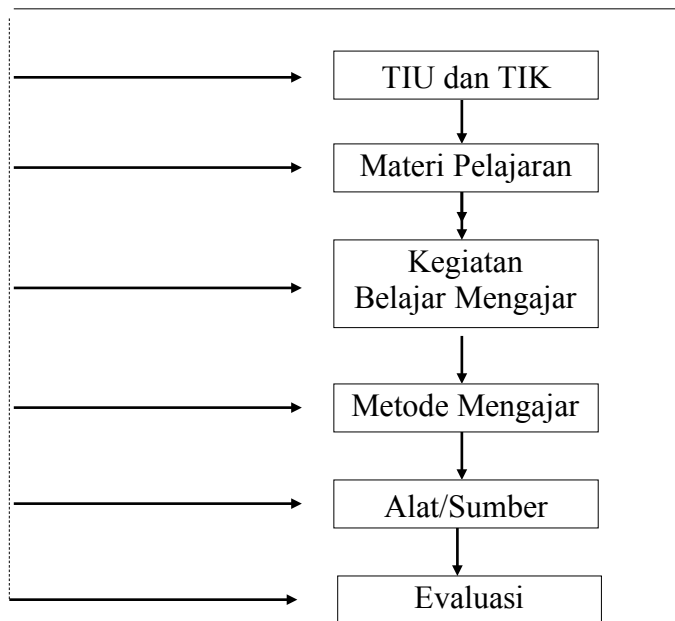 TIU dan TIK
Materi Pelajaran
Kegiatan
Belajar Mengajar
Metode Mengajar
Alat/Sumber
Evaluasi